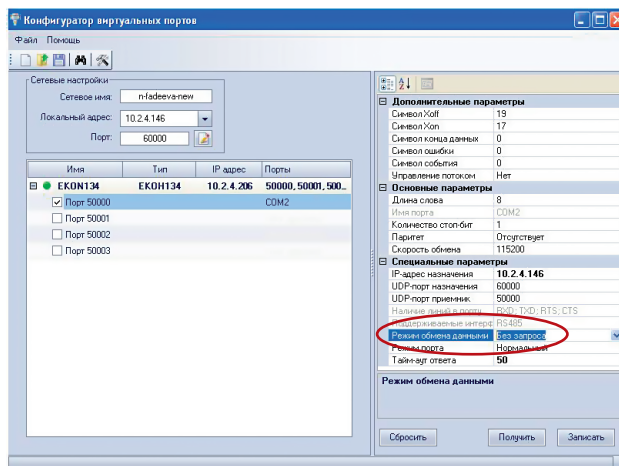 Конфигуратор виртуальных портов
Файл Помощь
Сетевые настройки
Сетевое имя: n-fadeeva-new
Локальный адрес: 10.2.4.146
Порт: 60000
Имя Тип IP адрес Порты
EKON134 EKOH134 10.2.4.206 50000, 50001, 500...
Порт 50000 COM2
Порт 50001
Порт 50002
Порт 50003
Дополнительные параметры
Символ Xoff 19
Символ Xon 17
Символ конца данных 0
Символ ошибки 0
Символ события 0
Управление потоком Нет
Основные параметры
Длина слова 8
Имя порта COM2
Количество стоп-бит 1
Паритет Отсутствует
Скорость обмена 115200
Специальные параметры
IP-адрес назначения 10.2.4.146
UDP-порт назначения 60000
UDP-порт приемник 50000
Наличие линий в порту RXD; TXD; RTS; CTS
Поддерживаемые интерф RS485
Режим обмена данными Без запроса
Режим порта Нормальный
Тайм-аут ответа 50
Режим обмена данными
Сбросить Получить Записать